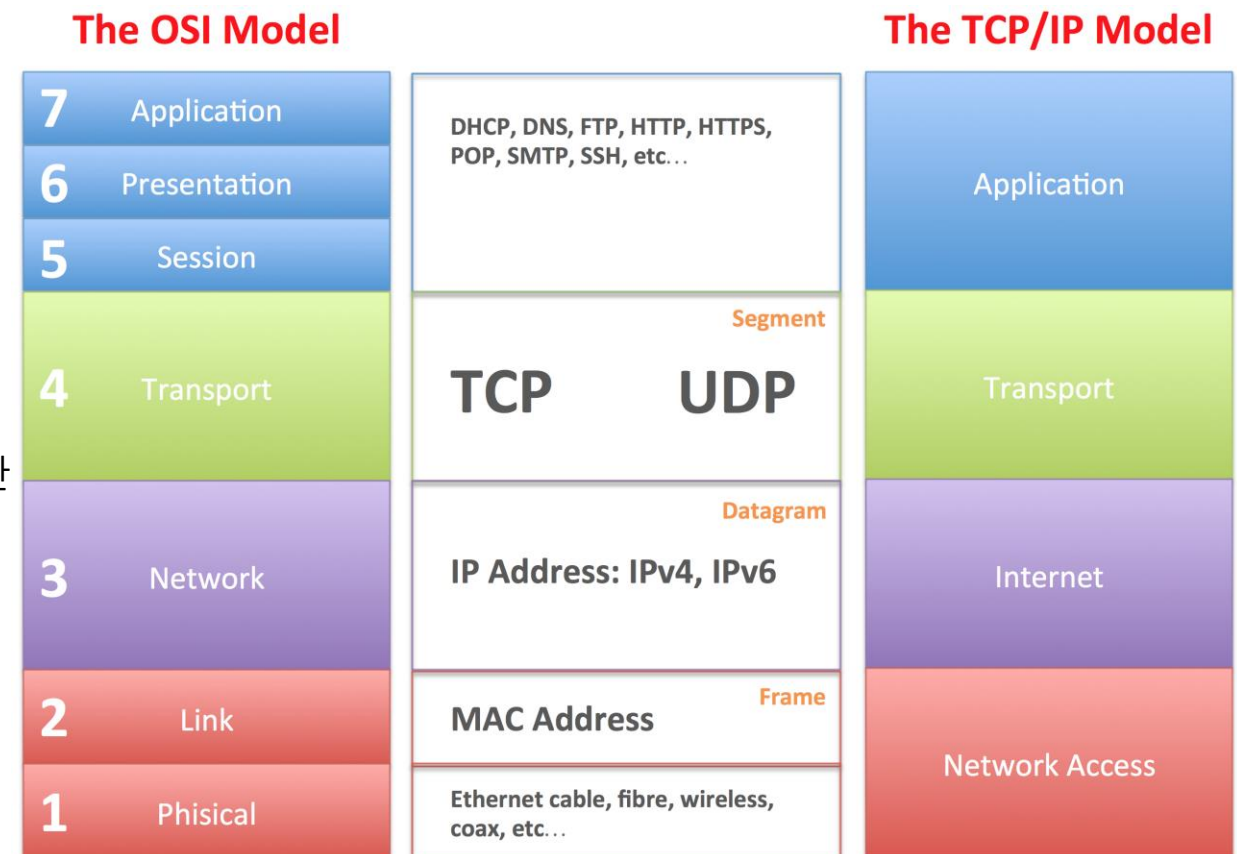 The OSI Model
The TCP/IP Model
7 Application
6 Presentation
5 Session
4 Transport
3 Network
2 Link
1 Phisical
DHCP, DNS, FTP, HTTP, HTTPS,
POP, SMTP, SSH, etc...
Segment
TCP UDP
Datagram
IP Address: IPv4, IPv6
Frame
MAC Address
Ethernet cable, fibre, wireless,
coax, etc...
Application
Transport
Internet
Network Access